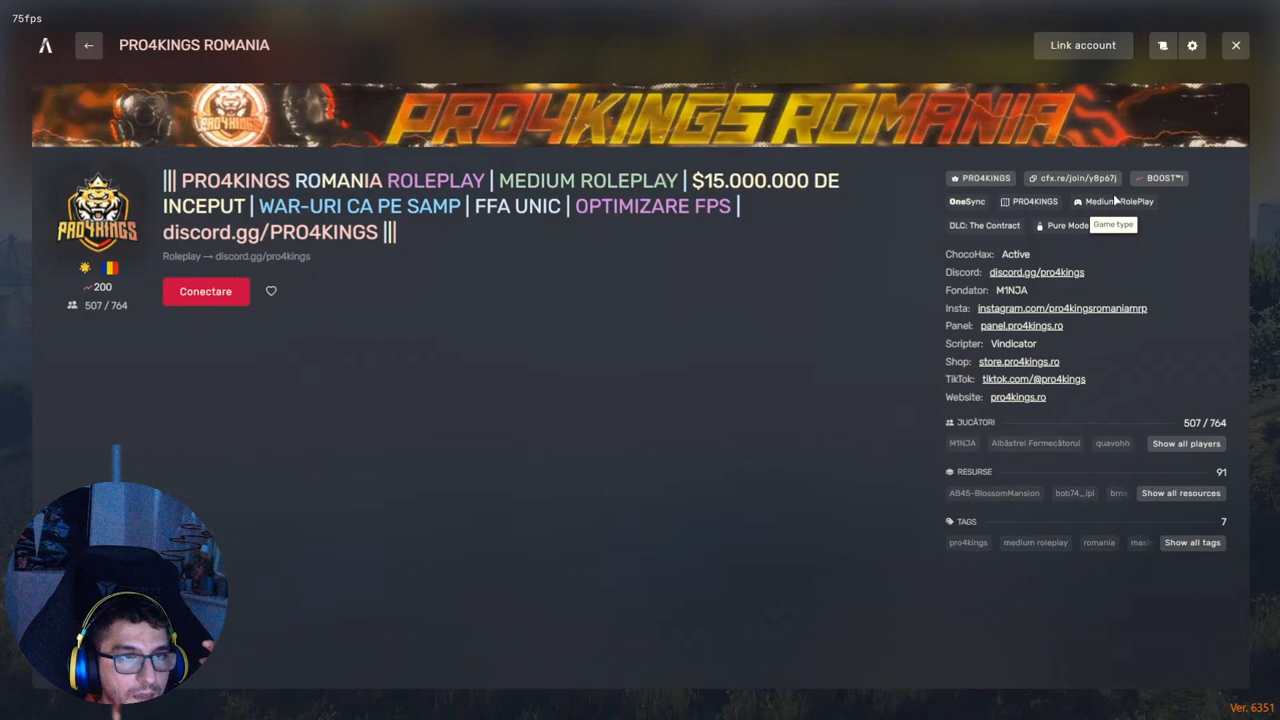 75fps
PRO4KINGS ROMANIA
Link account
PRO4KINGS ROMANIA
PRO4KINGS
||| PRO4KINGS ROMANIA ROLEPLAY | MEDIUM ROLEPLAY | $15.000.000 DE
INCEPUT | WAR-URI CA PE SAMP | FFA UNIC | OPTIMIZARE FPS |
discord.gg/PRO4KINGS |||
Roleplay → discord.gg/pro4kings
200
507 / 764
Conectare
PRO4KINGS
cfx.re/join/y8p67j
BOOST™!
OneSync
PRO4KINGS
Medium RolePlay
DLC: The Contract
Pure Mode
Game type
ChocoHax: Active
Discord: discord.gg/pro4kings
Fondator: M1NJA
Insta: instagram.com/pro4kingsromaniamrp
Panel: panel.pro4kings.ro
Scripter: Vindicator
Shop: store.pro4kings.ro
TikTok: tiktok.com/@pro4kings
Website: pro4kings.ro
JUCĂTORI 507 / 764
M1NJA Albăstrel Fermecătorul quavohh Show all players
RESURSE 91
AB45-BlossomMansion bob74_ipl Show all resources
TAGS 7
pro4kings medium roleplay romania Show all tags
Ver. 6351